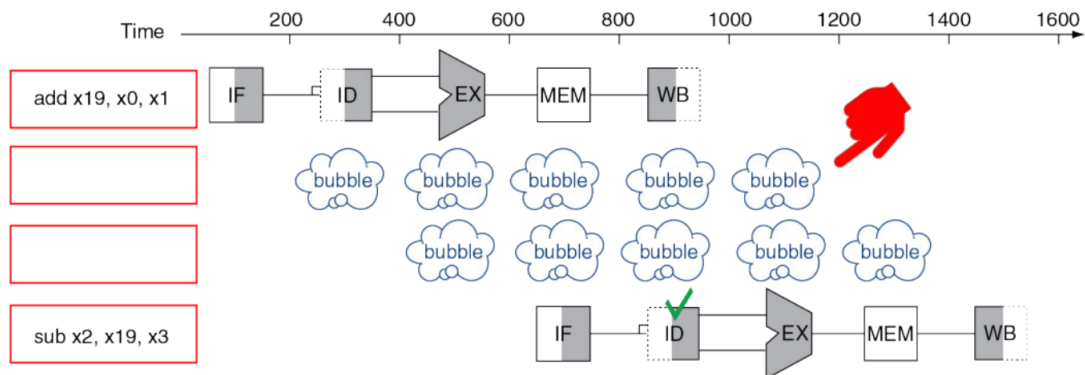 Time 200 400 600 800 1000 1200 1400 1600
add x19, x0, x1 IF ID EX MEM WB
bubble bubble bubble bubble bubble
bubble bubble bubble bubble bubble
sub x2, x19, x3 IF ID EX MEM WB